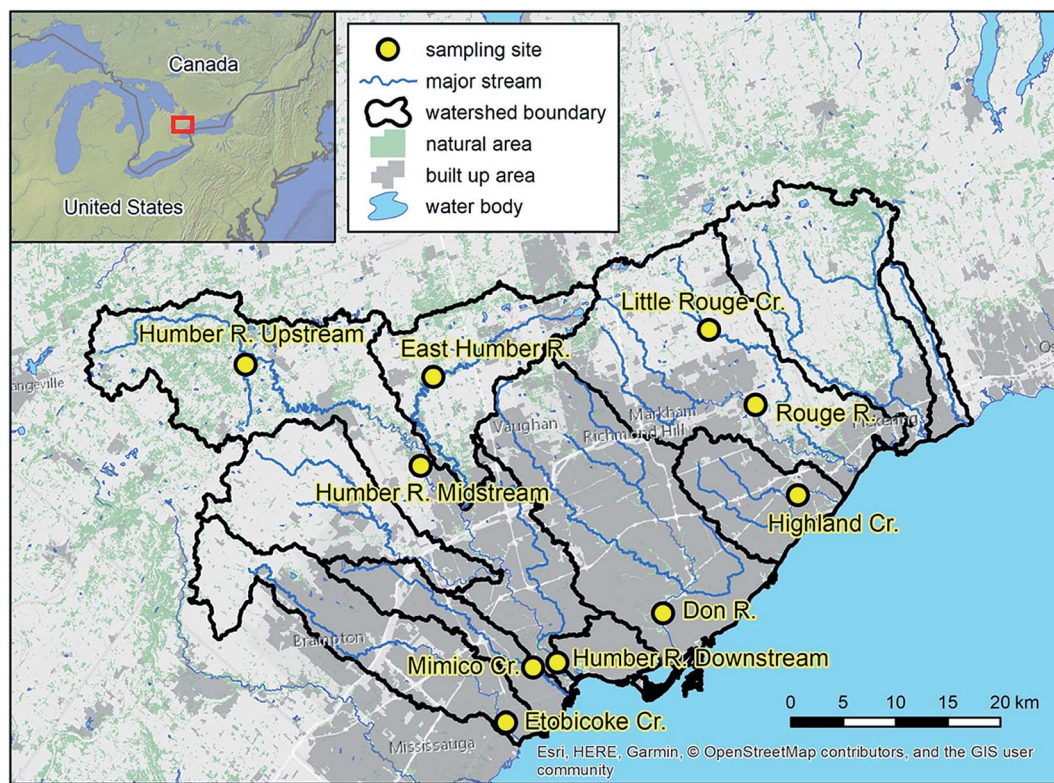 Canada
United States
sampling site
major stream
watershed boundary
natural area
built up area
water body
Little Rouge Cr.
Humber R. Upstream
East Humber R.
angeville
Os
Rouge R.
Markham
Pickering
Vaughan
Richmond Hill
Humber R. Midstream
Highland Cr.
Don R.
Brampton
Mimico Cr.
Humber R. Downstream
Etobicoke Cr.
Mississauga
0 5 10 15 20 km
Esri, HERE, Garmin, © OpenStreetMap contributors, and the GIS user
community